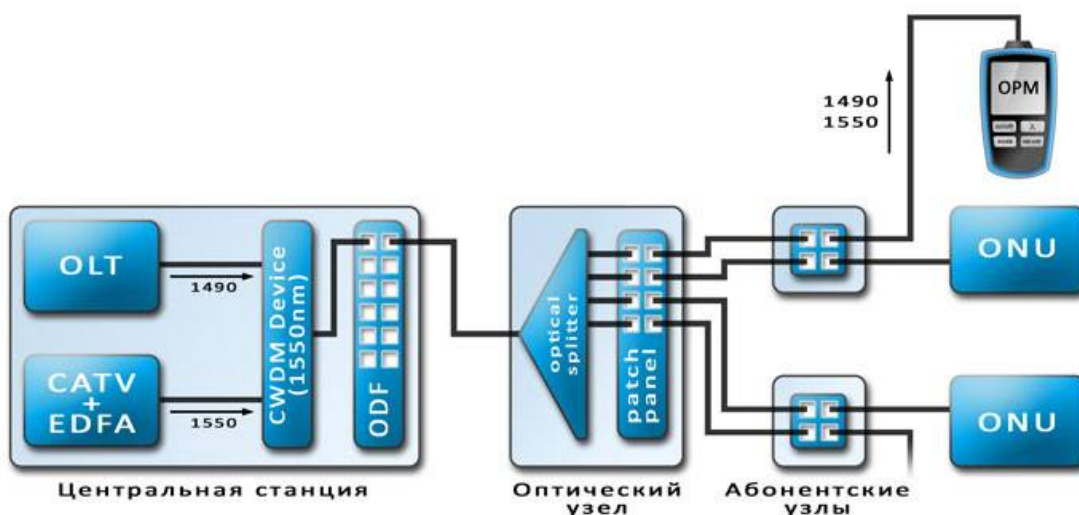 OPM
1490
1550
OLT
1490
CATV
+
EDFA
1550
CWDM Device
(1550nm)
ODF
optical
splitter
patch
panel
ONU
ONU
Центральная станция
Оптический
узел
Абонентские
узлы